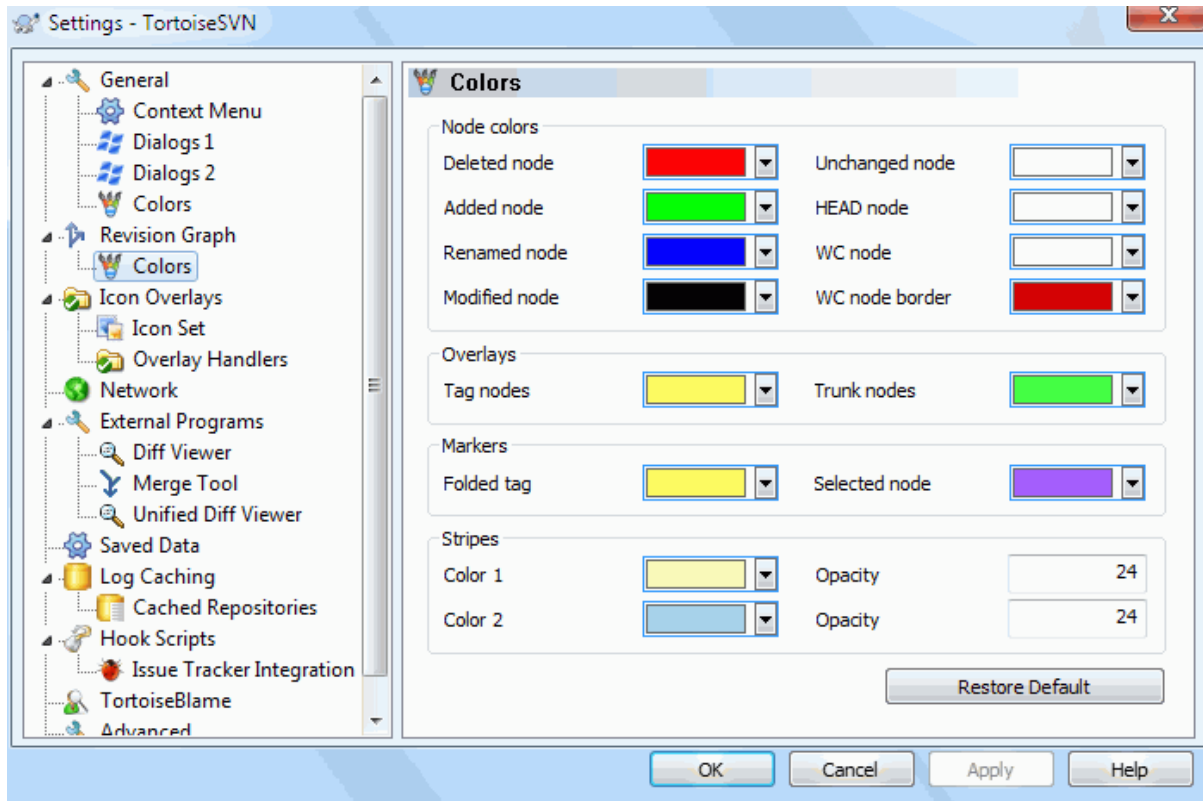 Settings - TortoiseSVN
X
General
Context Menu
Dialogs 1
Dialogs 2
Colors
Revision Graph
Colors
Icon Overlays
Icon Set
Overlay Handlers
Network
External Programs
Diff Viewer
Merge Tool
Unified Diff Viewer
Saved Data
Log Caching
Cached Repositories
Hook Scripts
Issue Tracker Integration
TortoiseBlame
Advanced
Colors
Node colors
Deleted node Unchanged node
Added node HEAD node
Renamed node WC node
Modified node WC node border
Overlays
Tag nodes Trunk nodes
Markers
Folded tag Selected node
Stripes
Color 1 Opacity 24
Color 2 Opacity 24
Restore Default
OK Cancel Apply Help